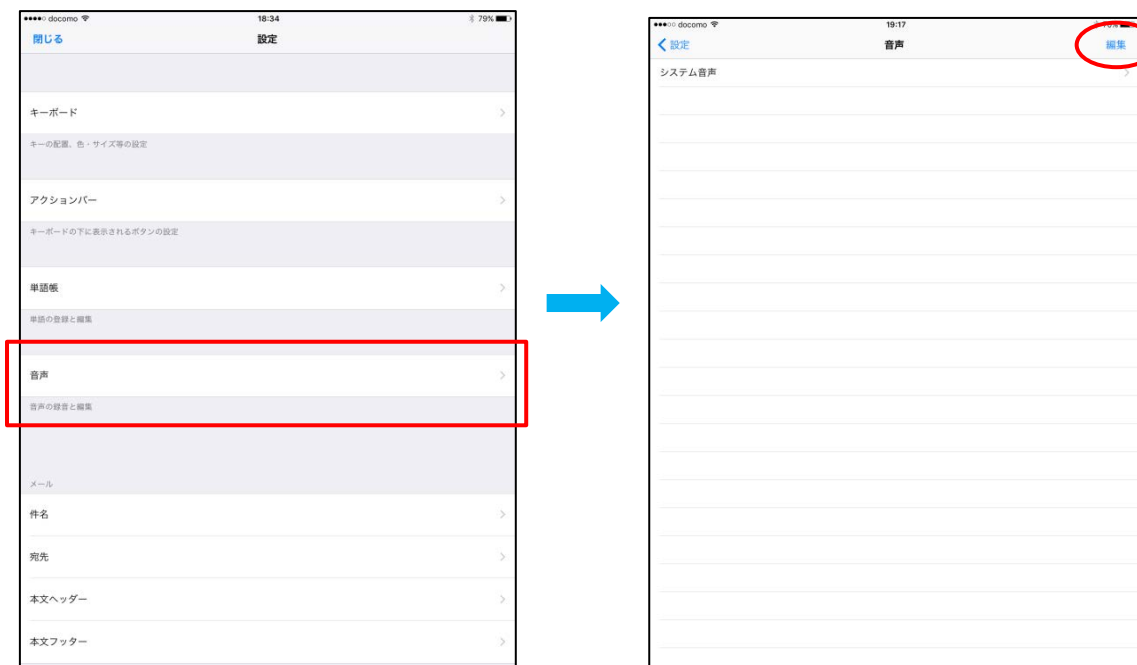 docomo
18:34
79%
閉じる
設定
キーボード
キーの配置、色・サイズ等の設定
アクションバー
キーボードの下に表示されるボタンの設定
単語帳
単語の登録と編集
音声
音声の録音と編集
メール
件名
宛先
本文ヘッダー
本文フッター
docomo
19:17
設定
音声
編集
システム音声